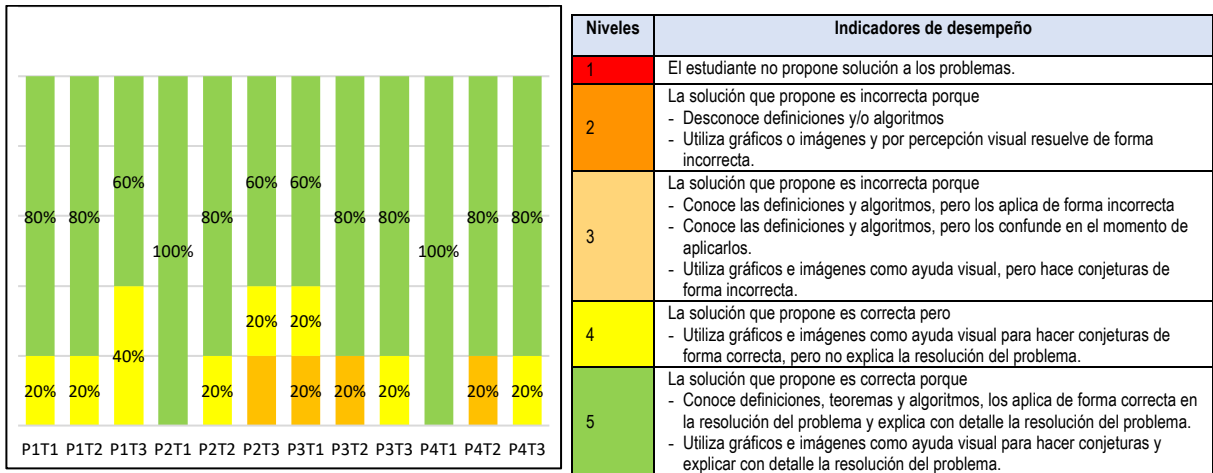 60%
60%
60%
80%
80%
80%
80%
80%
80%
80%
100%
100%
20%
20%
40%
20%
20%
20%
20%
20%
20%
20%
20%
P1T1 P1T2 P1T3 P2T1 P2T2 P2T3 P3T1 P3T2 P3T3 P4T1 P4T2 P4T3
Niveles
Indicadores de desempeño
1
El estudiante no propone solución a los problemas.
2
La solución que propone es incorrecta porque
- Desconoce definiciones y/o algoritmos
- Utiliza gráficos o imágenes y por percepción visual resuelve de forma
incorrecta.
3
La solución que propone es incorrecta porque
- Conoce las definiciones y algoritmos, pero los aplica de forma incorrecta
- Conoce las definiciones y algoritmos, pero los confunde en el momento de
aplicarlos.
- Utiliza gráficos e imágenes como ayuda visual, pero hace conjeturas de
forma incorrecta.
4
La solución que propone es correcta pero
- Utiliza gráficos e imágenes como ayuda visual para hacer conjeturas de
forma correcta, pero no explica la resolución del problema.
5
La solución que propone es correcta porque
- Conoce definiciones, teoremas y algoritmos, los aplica de forma correcta en
la resolución del problema y explica con detalle la resolución del problema.
- Utiliza gráficos e imágenes como ayuda visual para hacer conjeturas y
explicar con detalle la resolución del problema.